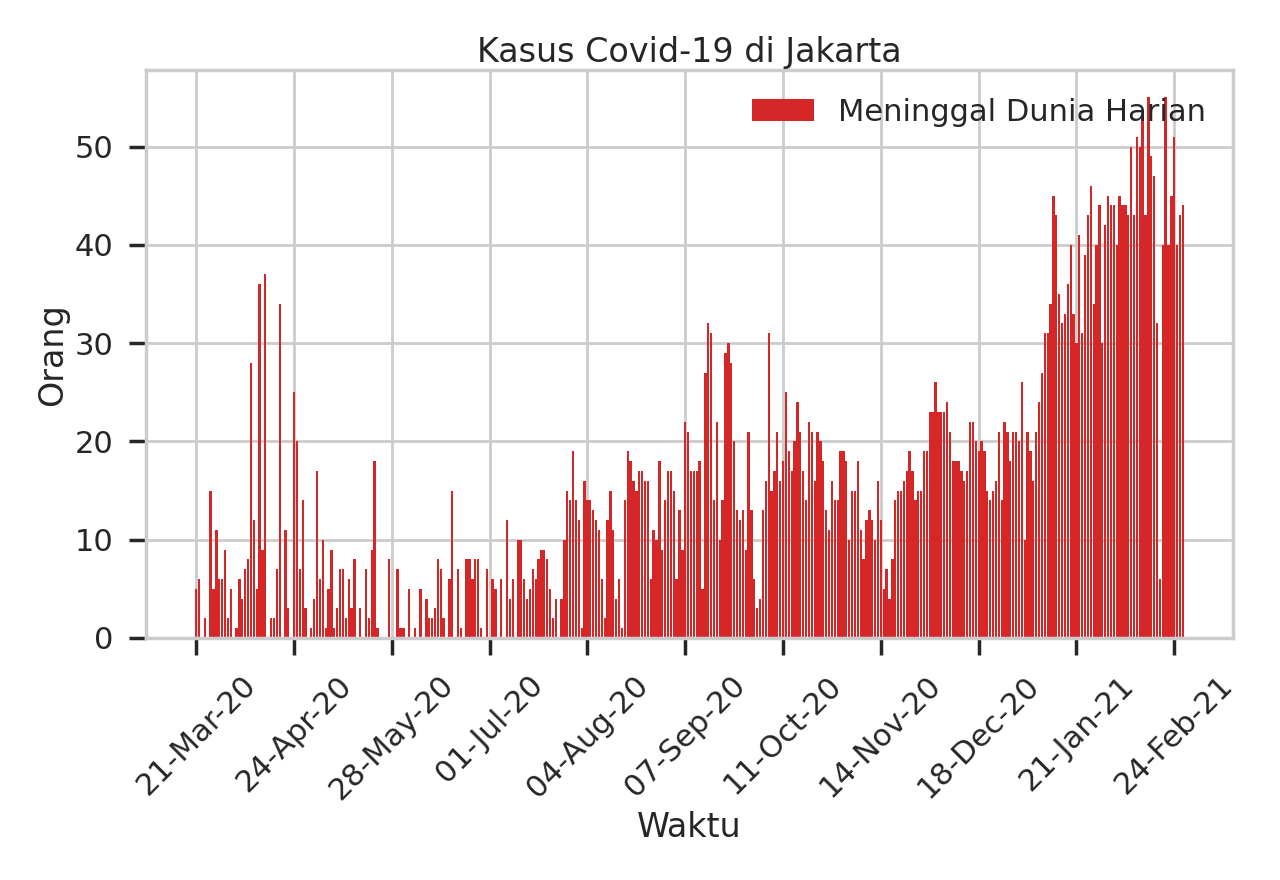 Kasus Covid-19 di Jakarta
Meninggal Dunia Harian
Orang
50
40
30
20
10
0
21-Mar-20
24-Apr-20
28-May-20
01-Jul-20
04-Aug-20
07-Sep-20
11-Oct-20
14-Nov-20
18-Dec-20
21-Jan-21
24-Feb-21
Waktu